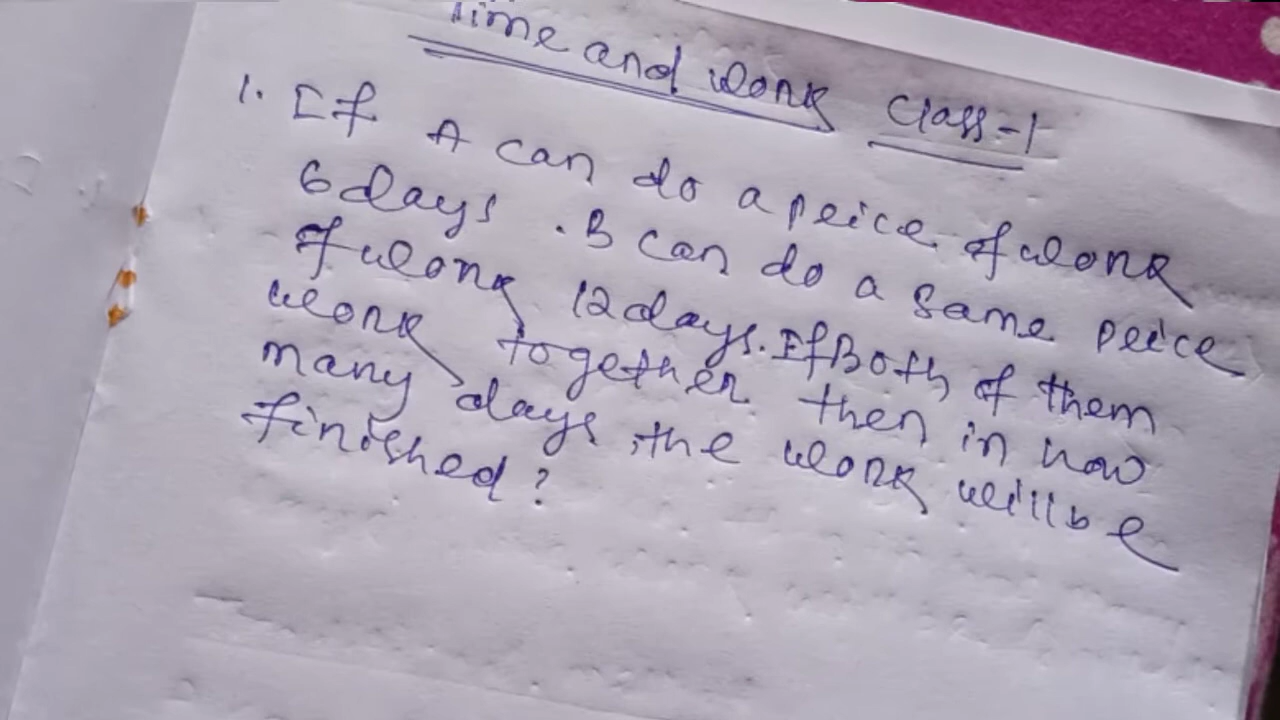 Time and Work Class-1
1. If A can do a peice of work
6 days . B can do a same peice
of work 12 days. If Both of them
work together then in how
many days the work will be
finished ?